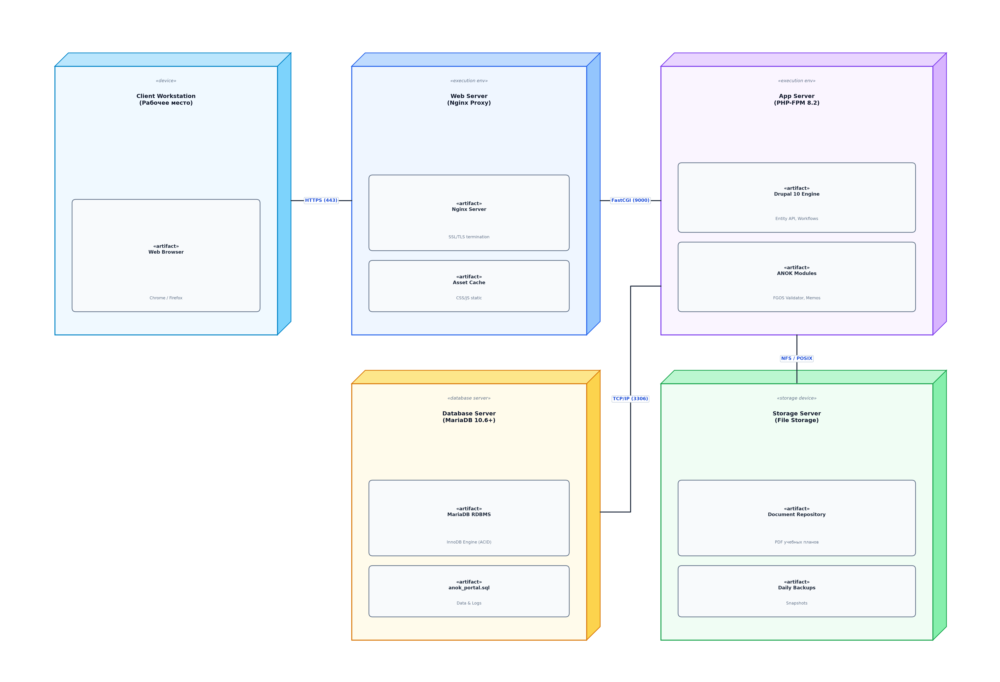 «device»
Client Workstation
(Рабочее место)
«artifact»
Web Browser
Chrome / Firefox
HTTPS (443)
«execution env»
Web Server
(Nginx Proxy)
«artifact»
Nginx Server
SSL/TLS termination
«artifact»
Asset Cache
CSS/JS static
FastCGI (9000)
«execution env»
App Server
(PHP-FPM 8.2)
«artifact»
Drupal 10 Engine
Entity API, Workflows
«artifact»
ANOK Modules
FGOS Validator, Memos
NFS / POSIX
TCP/IP (3306)
«database server»
Database Server
(MariaDB 10.6+)
«artifact»
MariaDB RDBMS
InnoDB Engine (ACID)
«artifact»
anok_portal.sql
Data & Logs
«storage device»
Storage Server
(File Storage)
«artifact»
Document Repository
PDF учебных планов
«artifact»
Daily Backups
Snapshots